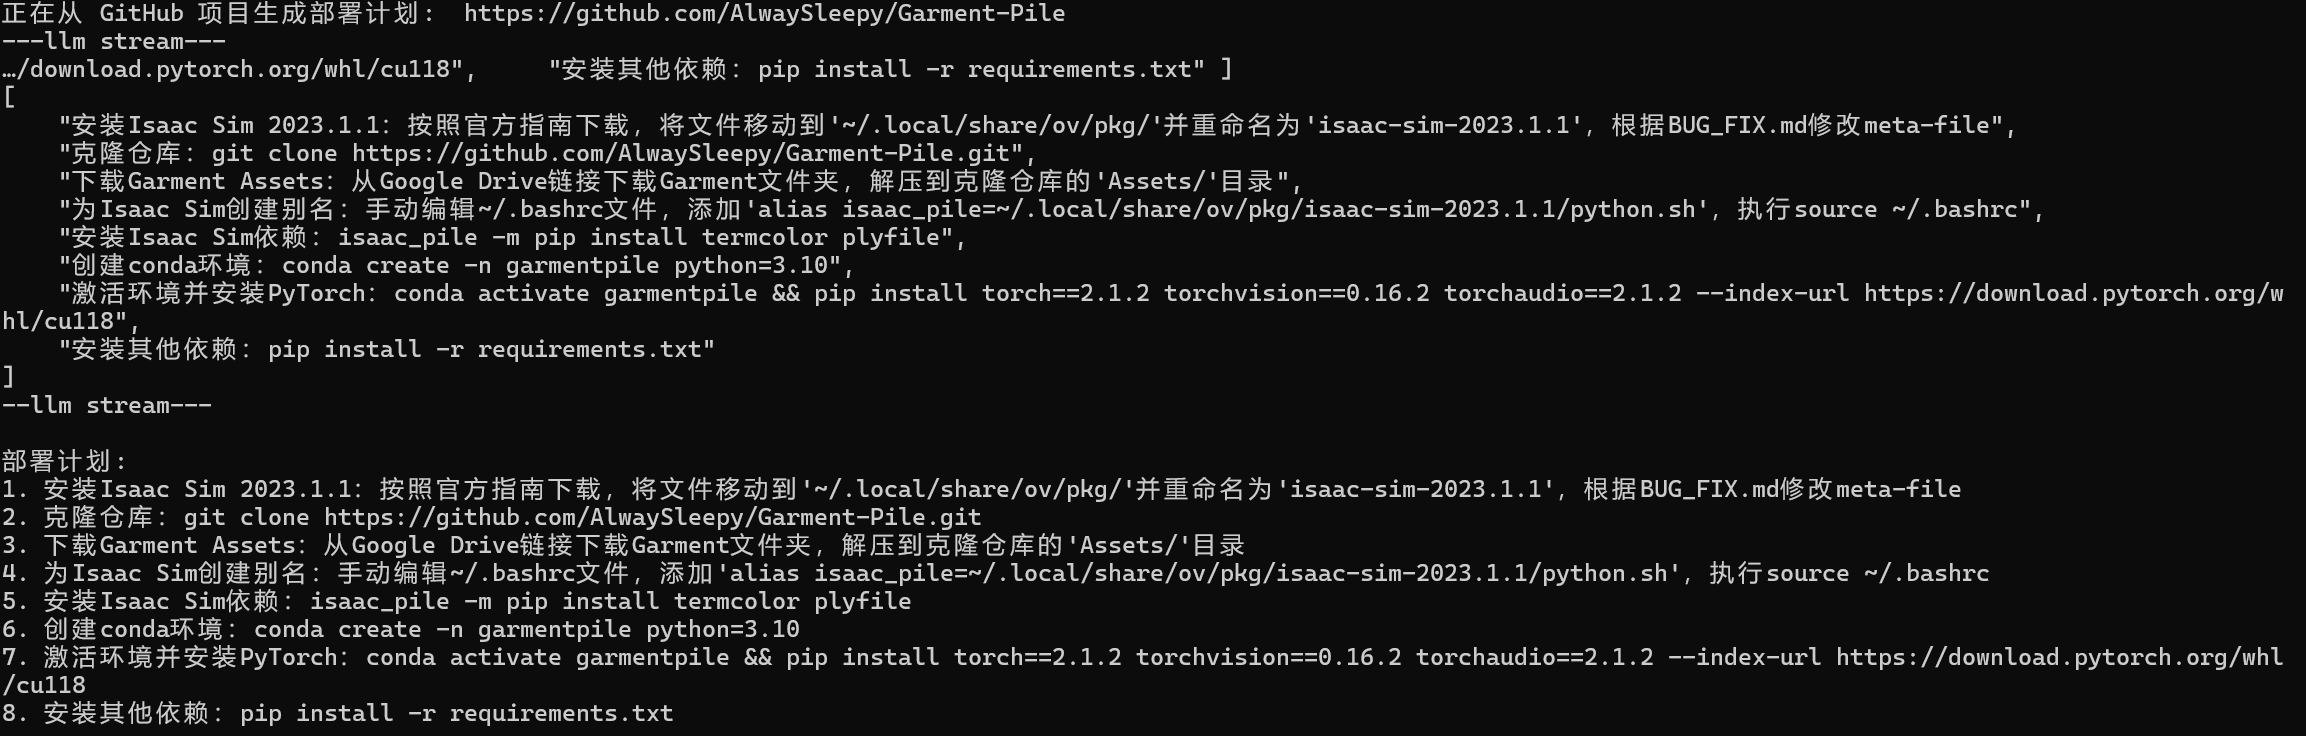 正在从 GitHub 项目生成部署计划： https://github.com/AlwaySleepy/Garment-Pile
---llm stream---
…/download.pytorch.org/whl/cu118",     "安装其他依赖：pip install -r requirements.txt" ]
[
    "安装Isaac Sim 2023.1.1：按照官方指南下载，将文件移动到'~/.local/share/ov/pkg/'并重命名为'isaac-sim-2023.1.1'，根据BUG_FIX.md修改meta-file",
    "克隆仓库：git clone https://github.com/AlwaySleepy/Garment-Pile.git",
    "下载Garment Assets：从Google Drive链接下载Garment文件夹，解压到克隆仓库的'Assets/'目录",
    "为Isaac Sim创建别名：手动编辑~/.bashrc文件，添加'alias isaac_pile=~/.local/share/ov/pkg/isaac-sim-2023.1.1/python.sh'，执行source ~/.bashrc",
    "安装Isaac Sim依赖：isaac_pile -m pip install termcolor plyfile",
    "创建conda环境：conda create -n garmentpile python=3.10",
    "激活环境并安装PyTorch：conda activate garmentpile && pip install torch==2.1.2 torchvision==0.16.2 torchaudio==2.1.2 --index-url https://download.pytorch.org/w
hl/cu118",
    "安装其他依赖：pip install -r requirements.txt"
]
--llm stream---

部署计划：
1. 安装Isaac Sim 2023.1.1：按照官方指南下载，将文件移动到'~/.local/share/ov/pkg/'并重命名为'isaac-sim-2023.1.1'，根据BUG_FIX.md修改meta-file
2. 克隆仓库：git clone https://github.com/AlwaySleepy/Garment-Pile.git
3. 下载Garment Assets：从Google Drive链接下载Garment文件夹，解压到克隆仓库的'Assets/'目录
4. 为Isaac Sim创建别名：手动编辑~/.bashrc文件，添加'alias isaac_pile=~/.local/share/ov/pkg/isaac-sim-2023.1.1/python.sh'，执行source ~/.bashrc
5. 安装Isaac Sim依赖：isaac_pile -m pip install termcolor plyfile
6. 创建conda环境：conda create -n garmentpile python=3.10
7. 激活环境并安装PyTorch：conda activate garmentpile && pip install torch==2.1.2 torchvision==0.16.2 torchaudio==2.1.2 --index-url https://download.pytorch.org/whl
/cu118
8. 安装其他依赖：pip install -r requirements.txt